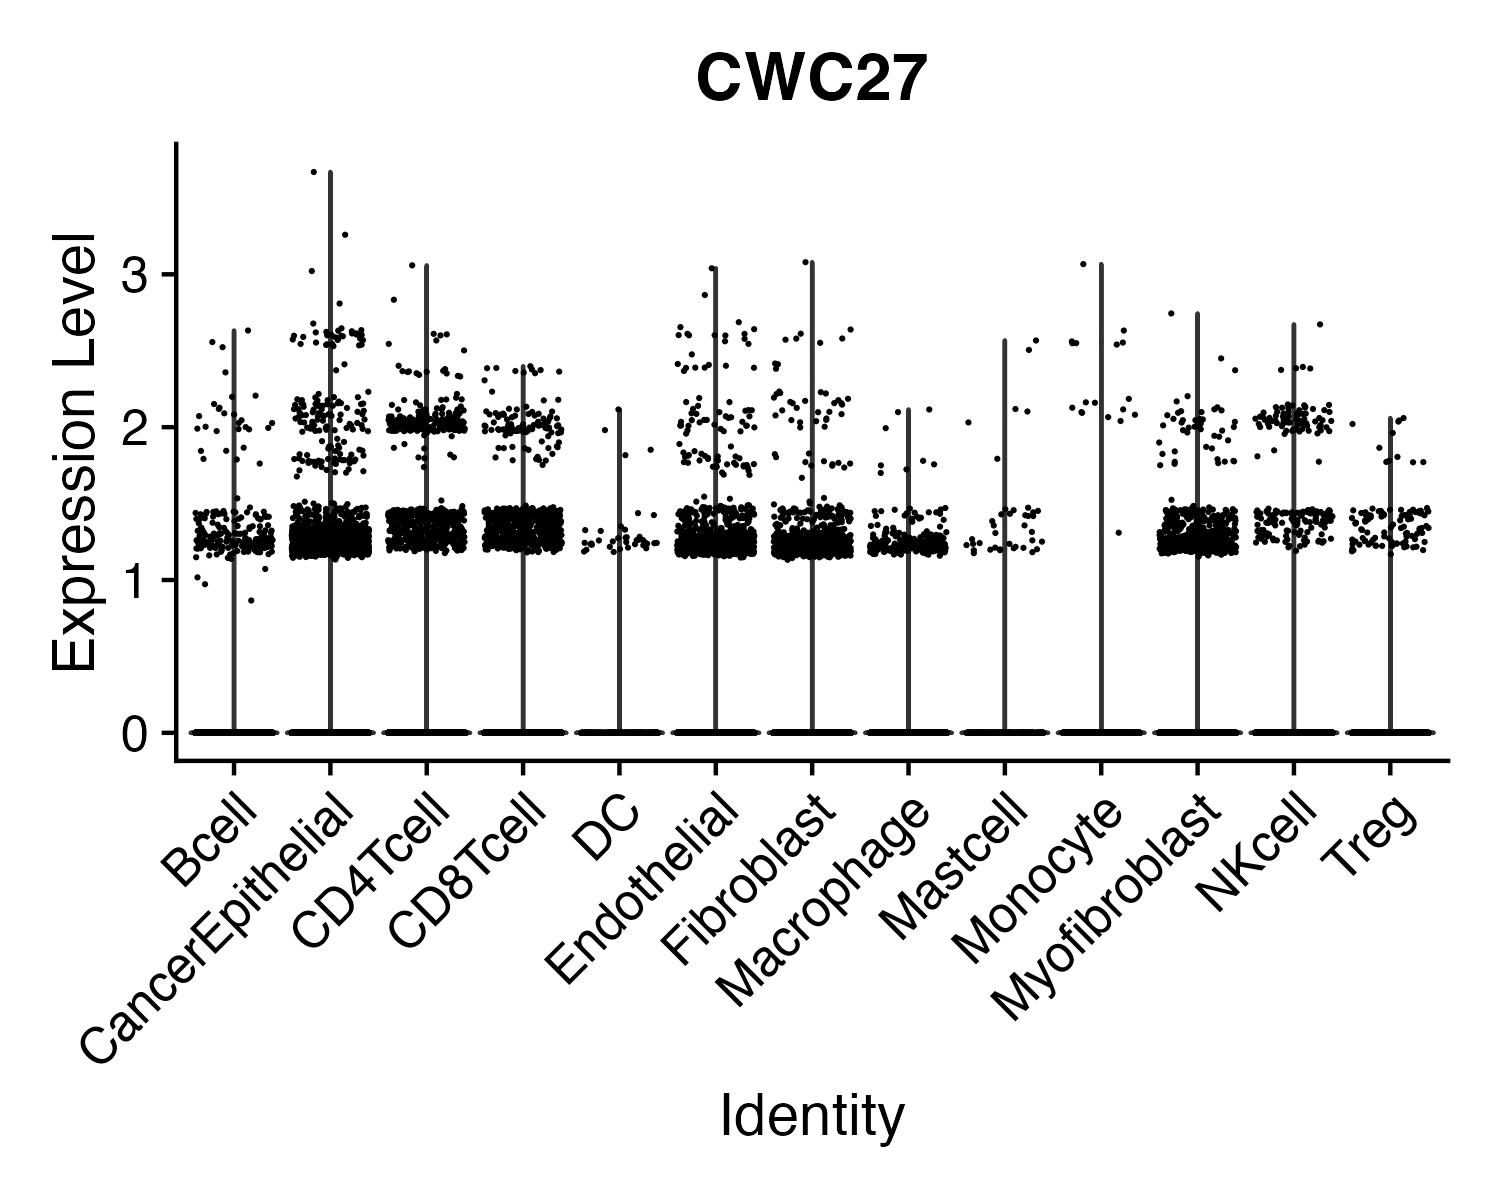 CWC27
Expression Level
3
2
1
0
Bcell
CancerEpithelial
CD4Tcell
CD8Tcell
DC
Endothelial
Fibroblast
Macrophage
Mastcell
Monocyte
Myofibroblast
NKcell
Treg
Identity